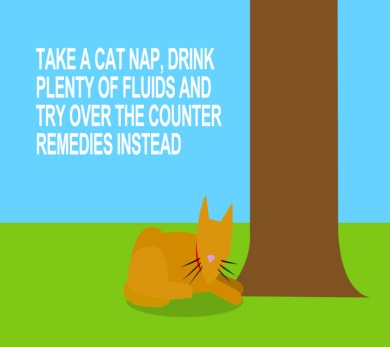 TAKE A CAT NAP, DRINK
PLENTY OF FLUIDS AND
TRY OVER THE COUNTER
REMEDIES INSTEAD